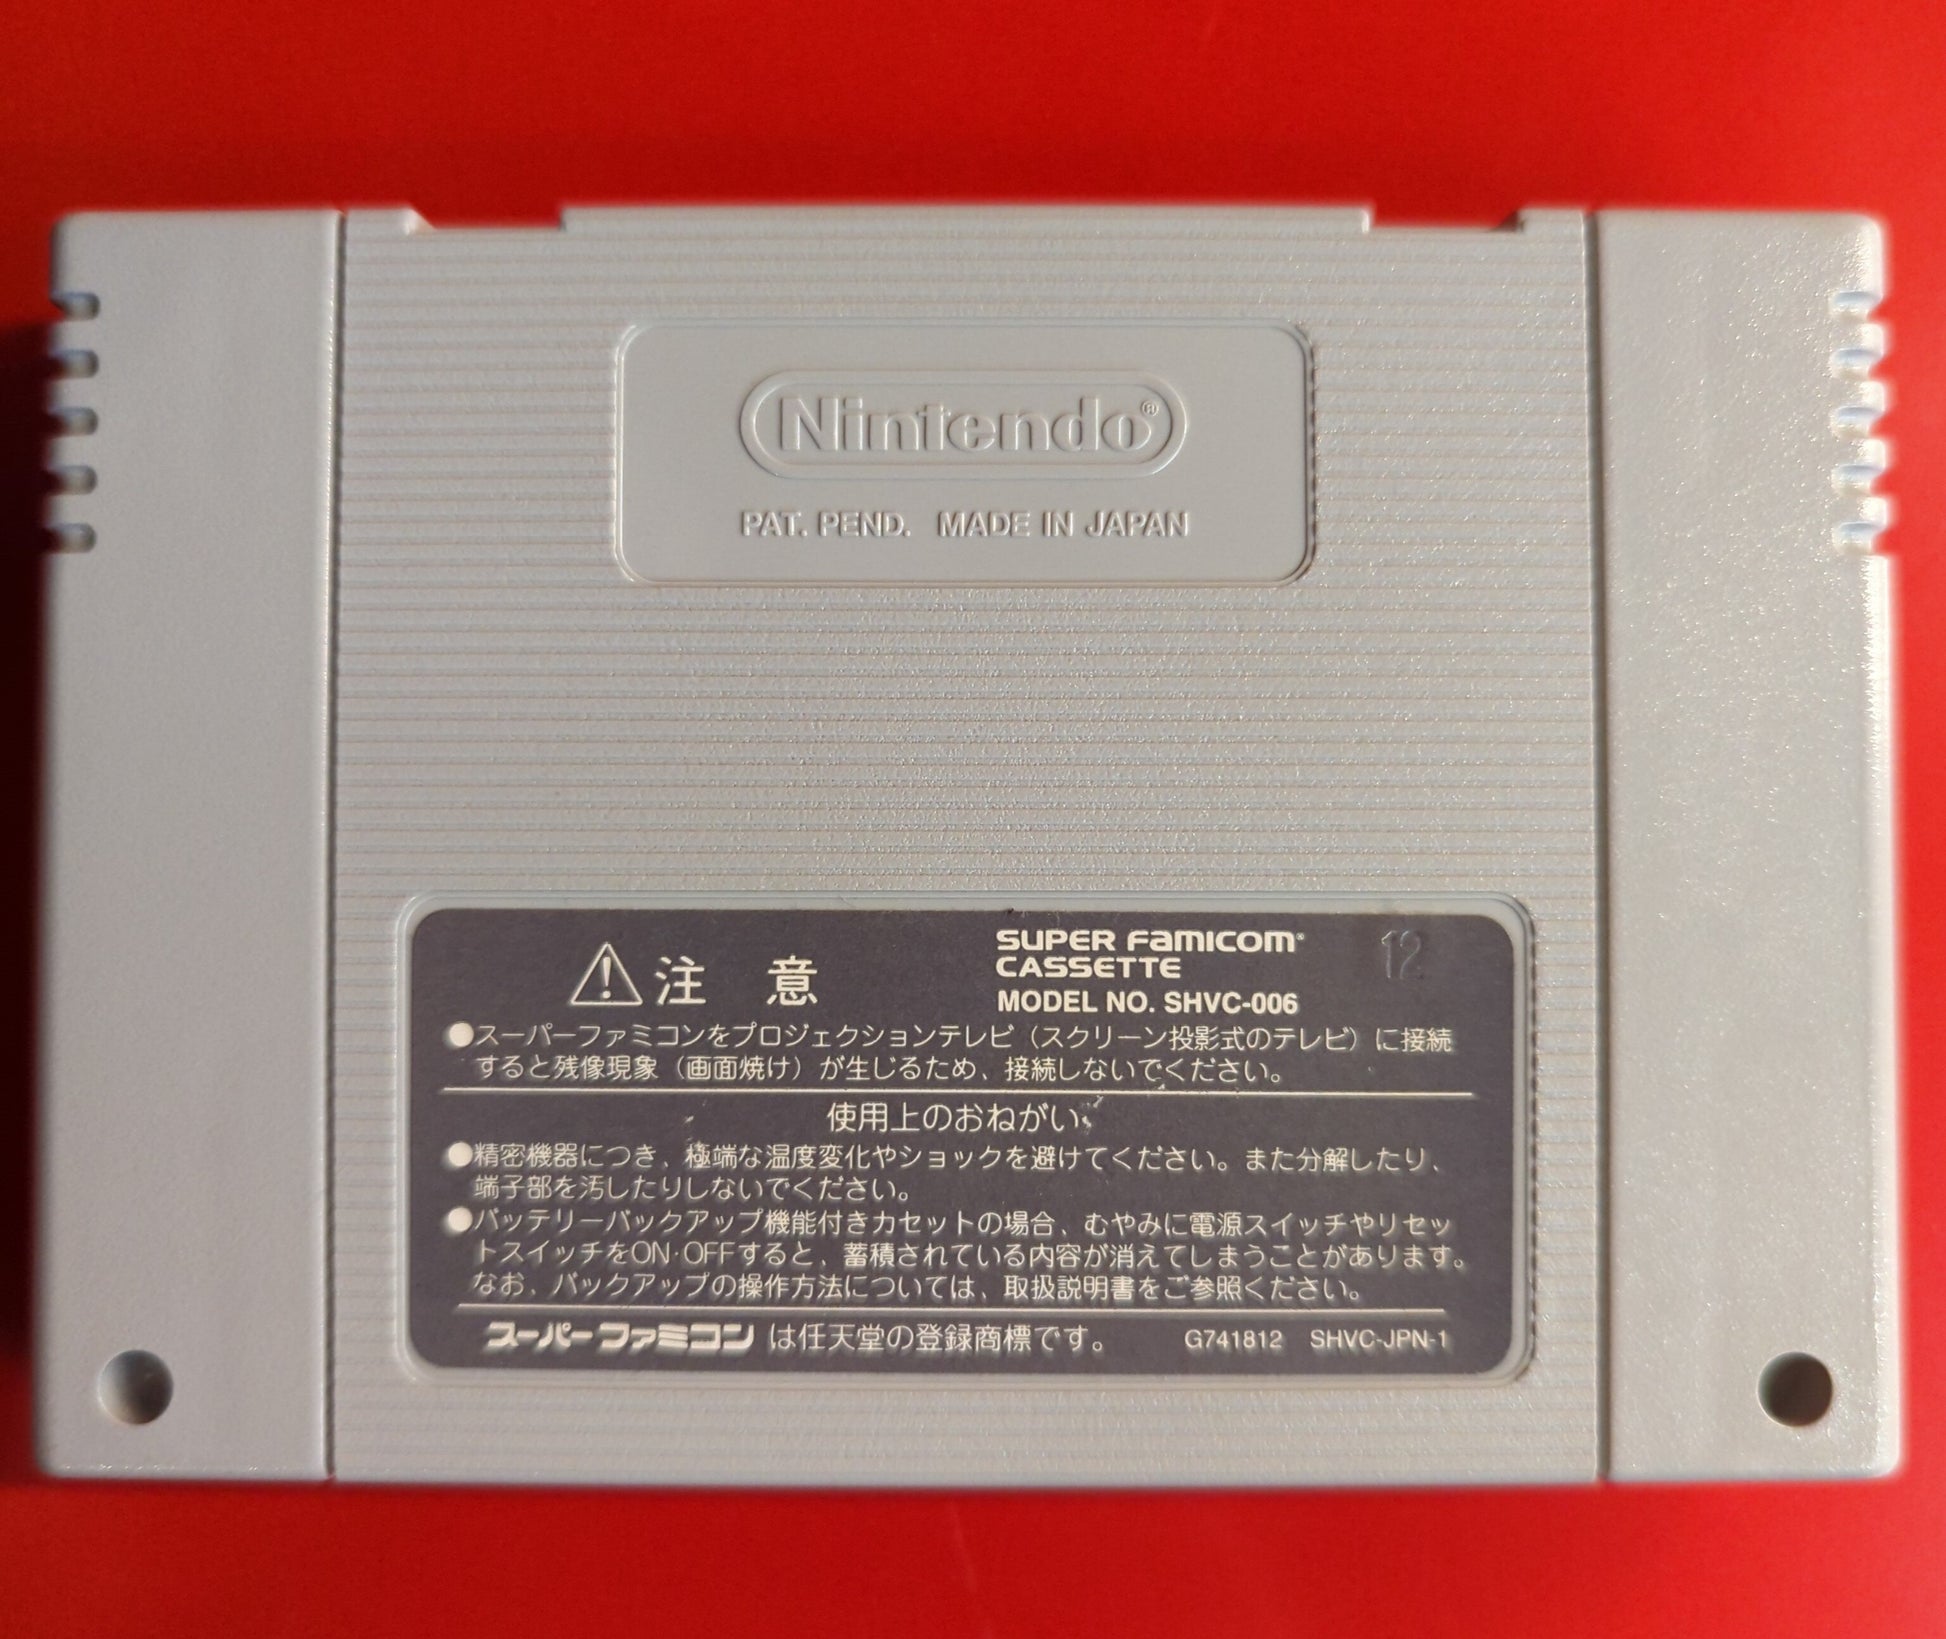 Nintendo®
PAT. PEND. MADE IN JAPAN
注 意
SUPER FAMICOM®
CASSETTE
MODEL NO. SHVC-006
12
●スーパーファミコンをプロジェクションテレビ（スクリーン投影式のテレビ）に接続
すると残像現象（画面焼け）が生じるため、接続しないでください。
使用上のおねがい
●精密機器につき、極端な温度変化やショックを避けてください。また分解したり、
端子部を汚したりしないでください。
●バッテリーバックアップ機能付きカセットの場合、むやみに電源スイッチやリセッ
トスイッチをON・OFFすると、蓄積されている内容が消えてしまうことがあります。
なお、バックアップの操作方法については、取扱説明書をご参照ください。
スーパーファミコン は任天堂の登録商標です。 G741812 SHVC-JPN-1